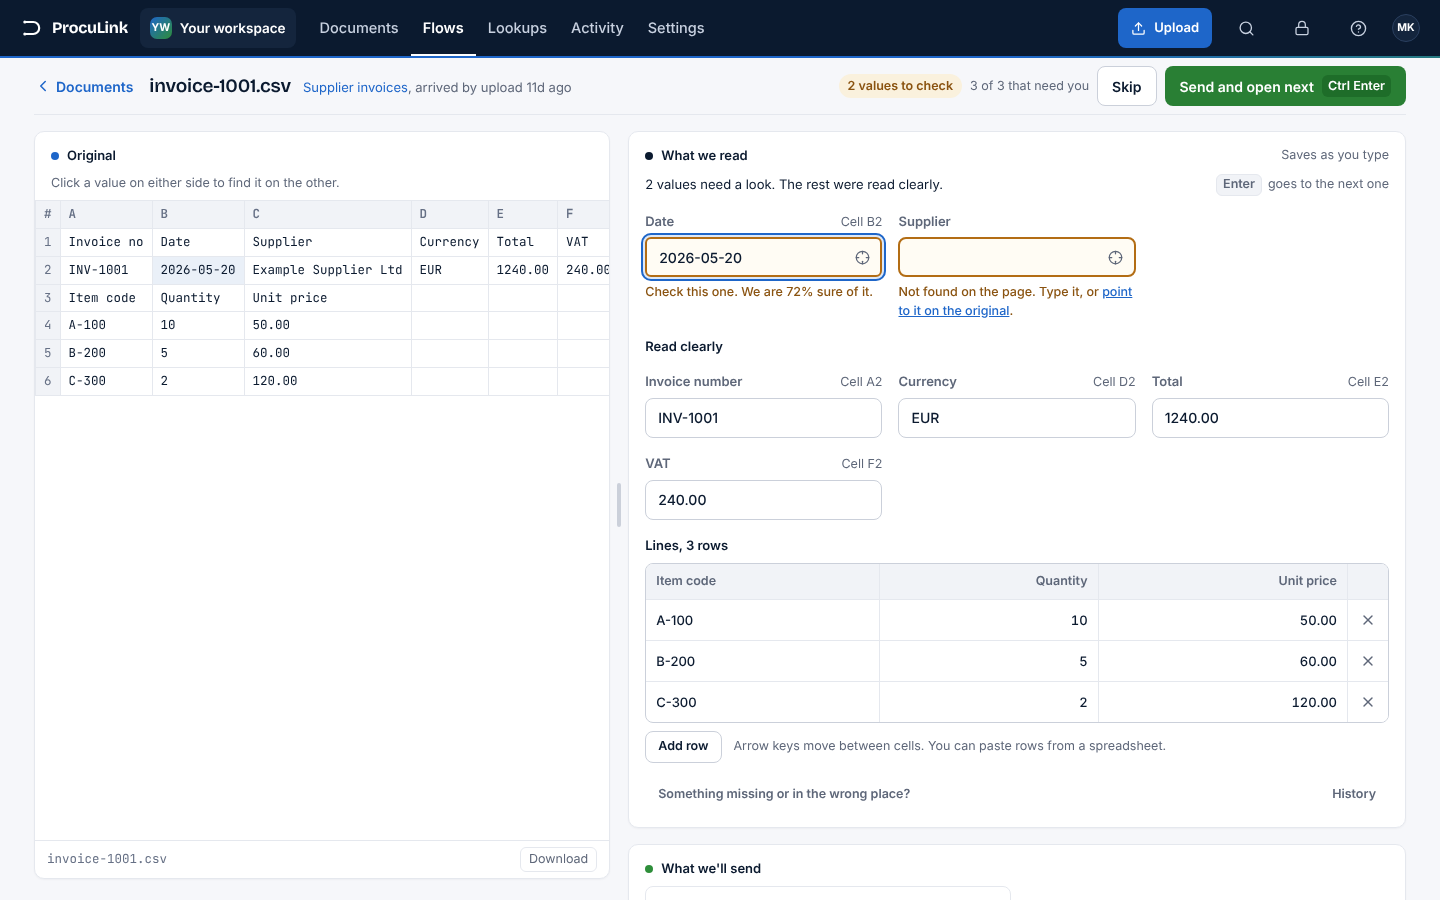 ProcuLink YW Your workspace Documents Flows Lookups Activity Settings Upload MK
Documents invoice-1001.csv Supplier invoices, arrived by upload 11d ago 2 values to check 3 of 3 that need you Skip Send and open next Ctrl Enter
Original
Click a value on either side to find it on the other.
# A B C D E F
1 Invoice no Date Supplier Currency Total VAT
2 INV-1001 2026-05-20 Example Supplier Ltd EUR 1240.00 240.00
3 Item code Quantity Unit price
4 A-100 10 50.00
5 B-200 5 60.00
6 C-300 2 120.00
invoice-1001.csv Download
What we read Saves as you type
2 values need a look. The rest were read clearly. Enter goes to the next one
Date Cell B2 Supplier
2026-05-20
Check this one. We are 72% sure of it. Not found on the page. Type it, or point
to it on the original.
Read clearly
Invoice number Cell A2 Currency Cell D2 Total Cell E2
INV-1001 EUR 1240.00
VAT Cell F2
240.00
Lines, 3 rows
Item code Quantity Unit price
A-100 10 50.00
B-200 5 60.00
C-300 2 120.00
Add row Arrow keys move between cells. You can paste rows from a spreadsheet.
Something missing or in the wrong place? History
What we'll send